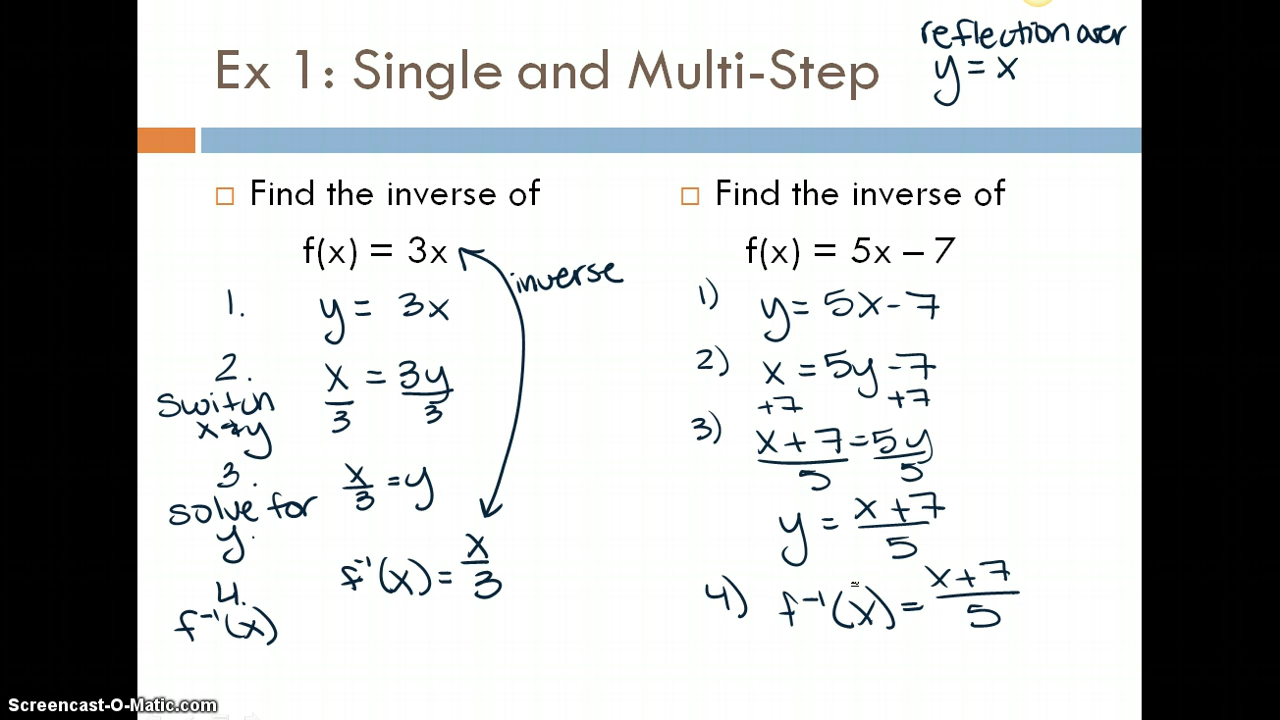 reflection over
y = x
Ex 1: Single and Multi-Step
Find the inverse of
f(x) = 3x
inverse
1. y = 3x
2. x = 3y
switch 3 3
x & y
3. x/3 = y
solve for
y.
4. f⁻¹(x) = x/3
f⁻¹(x)
Find the inverse of
f(x) = 5x – 7
1) y = 5x - 7
2) x = 5y - 7
+7 +7
3) x + 7 = 5y
5 5
y = x + 7
5
4) f⁻¹(x) = x + 7
5
Screencast-O-Matic.com